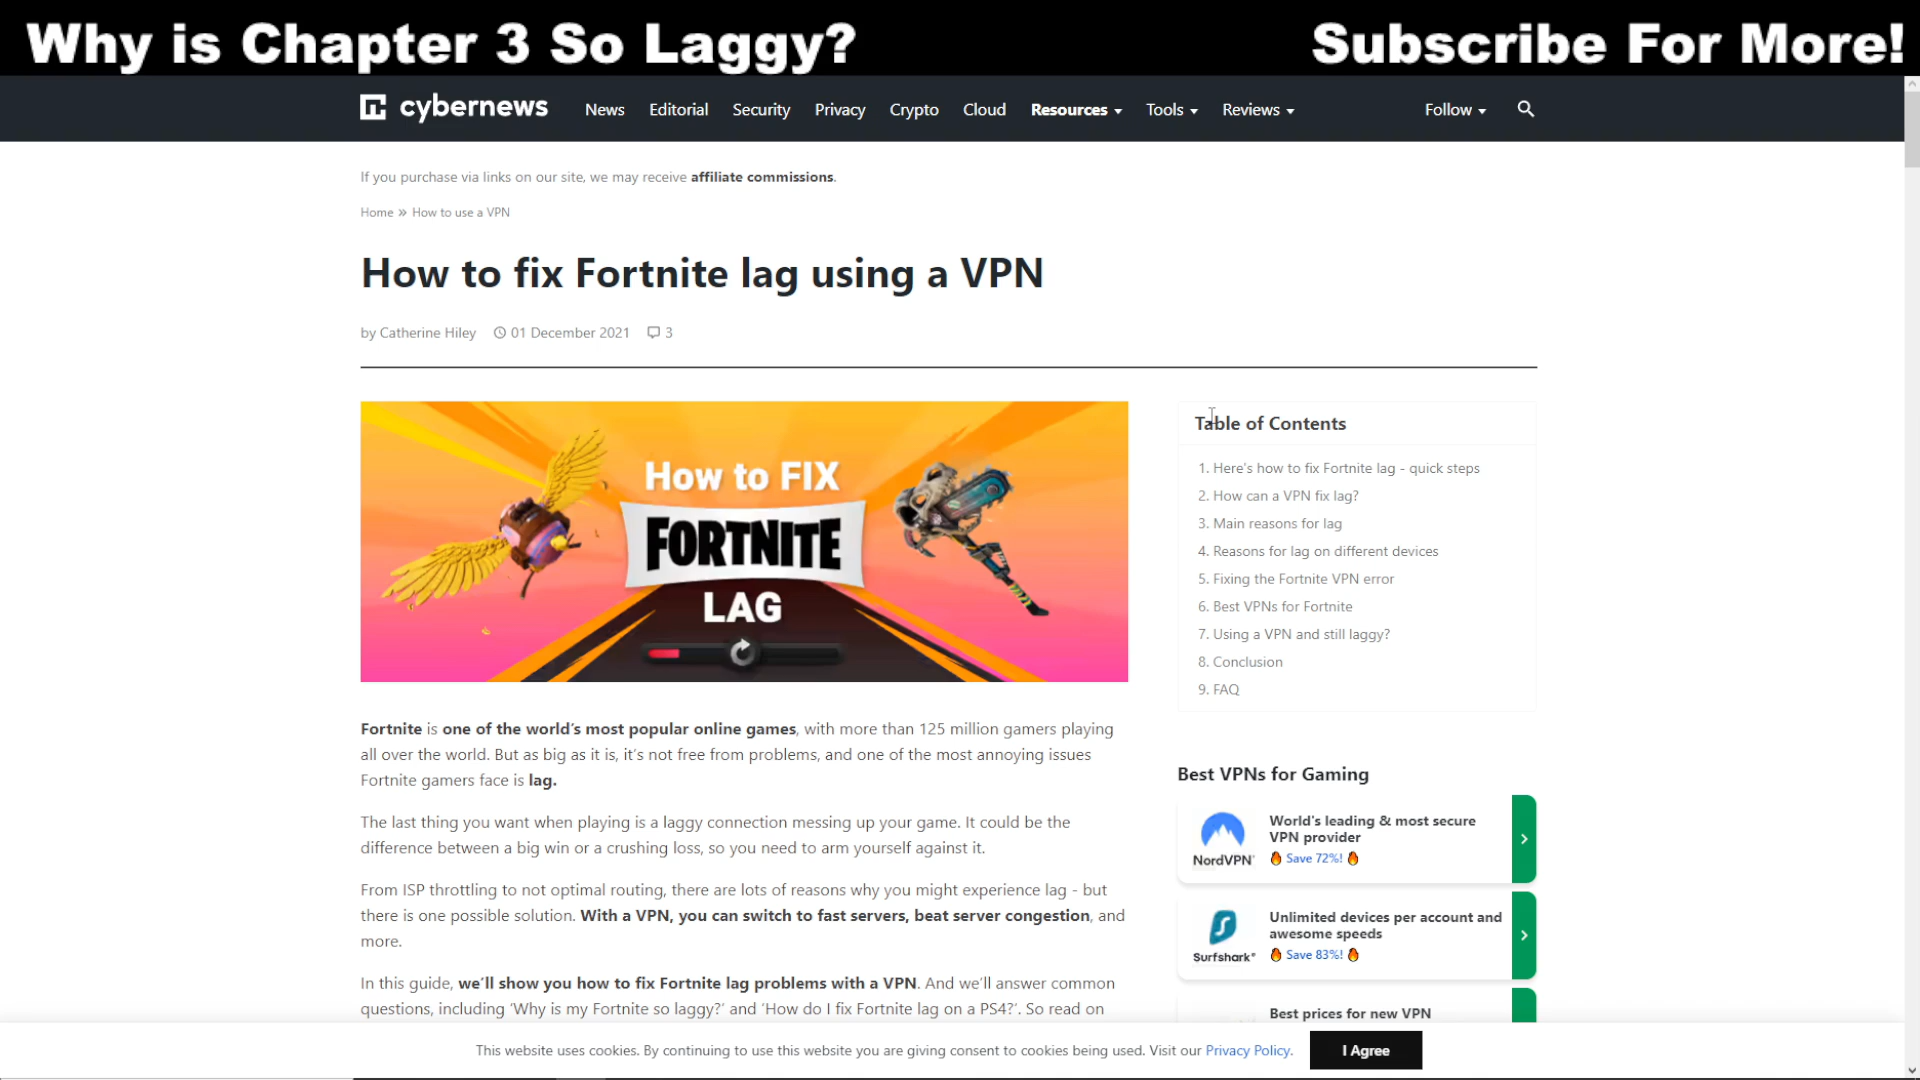 Why is Chapter 3 So Laggy?
Subscribe For More!
cybernews
News
Editorial
Security
Privacy
Crypto
Cloud
Resources
Tools
Reviews
Follow
If you purchase via links on our site, we may receive affiliate commissions.
Home » How to use a VPN
How to fix Fortnite lag using a VPN
by Catherine Hiley
01 December 2021
3
How to FIX
FORTNITE
LAG
Fortnite is one of the world's most popular online games, with more than 125 million gamers playing
all over the world. But as big as it is, it's not free from problems, and one of the most annoying issues
Fortnite gamers face is lag.
The last thing you want when playing is a laggy connection messing up your game. It could be the
difference between a big win or a crushing loss, so you need to arm yourself against it.
From ISP throttling to not optimal routing, there are lots of reasons why you might experience lag - but
there is one possible solution. With a VPN, you can switch to fast servers, beat server congestion, and
more.
In this guide, we'll show you how to fix Fortnite lag problems with a VPN. And we'll answer common
questions, including 'Why is my Fortnite so laggy?' and 'How do I fix Fortnite lag on a PS4?'. So read on
Table of Contents
1. Here's how to fix Fortnite lag - quick steps
2. How can a VPN fix lag?
3. Main reasons for lag
4. Reasons for lag on different devices
5. Fixing the Fortnite VPN error
6. Best VPNs for Fortnite
7. Using a VPN and still laggy?
8. Conclusion
9. FAQ
Best VPNs for Gaming
NordVPN®
World's leading & most secure
VPN provider
🔥 Save 72%! 🔥
Surfshark®
Unlimited devices per account and
awesome speeds
🔥 Save 83%! 🔥
Best prices for new VPN
This website uses cookies. By continuing to use this website you are giving consent to cookies being used. Visit our Privacy Policy.
I Agree